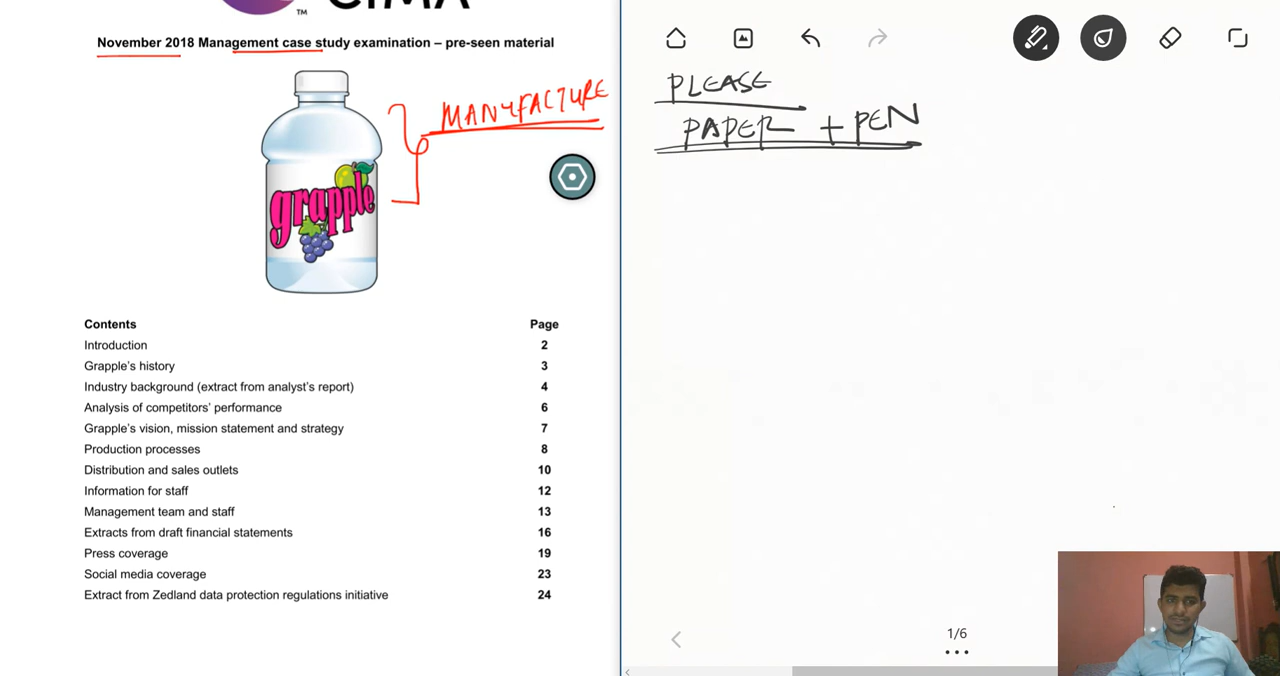 CIMA
TM
November 2018 Management case study examination – pre-seen material
MANUFACTURE
grapple
Contents Page
Introduction 2
Grapple's history 3
Industry background (extract from analyst's report) 4
Analysis of competitors' performance 6
Grapple's vision, mission statement and strategy 7
Production processes 8
Distribution and sales outlets 10
Information for staff 12
Management team and staff 13
Extracts from draft financial statements 16
Press coverage 19
Social media coverage 23
Extract from Zedland data protection regulations initiative 24
PLEASE
PAPER + PEN
1/6